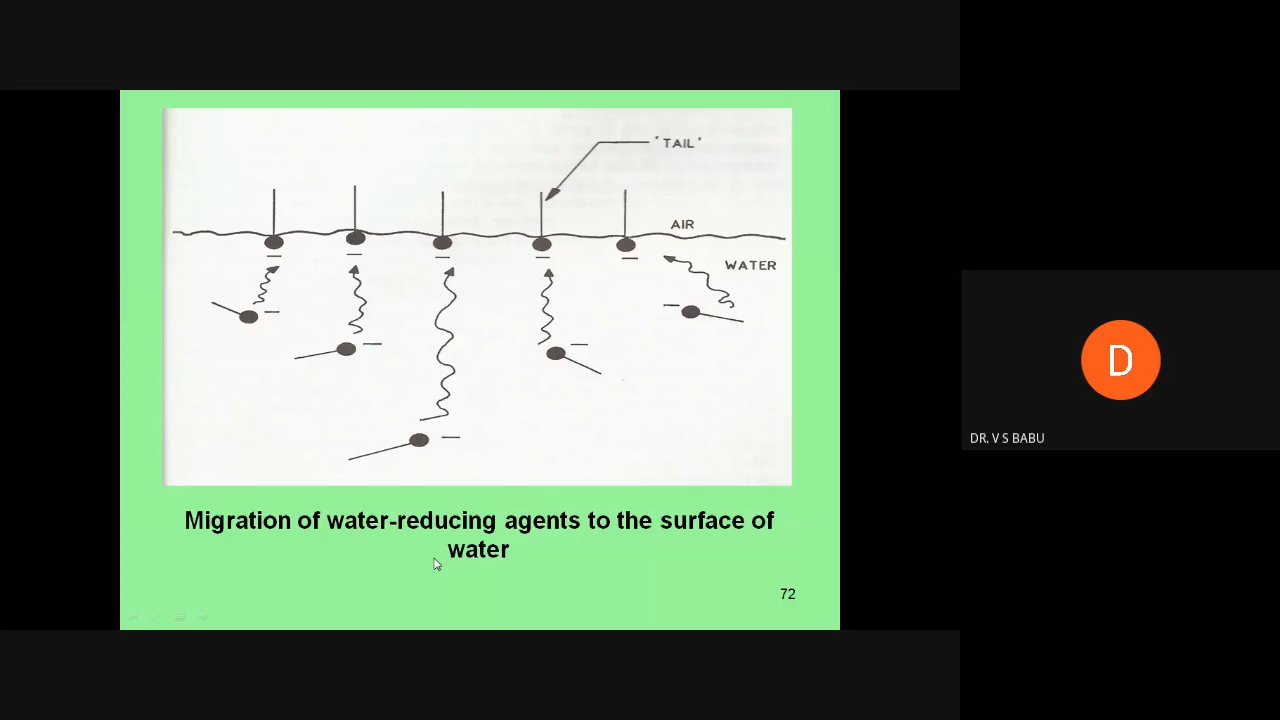 'TAIL'
AIR
WATER
Migration of water-reducing agents to the surface of
water
72
D
DR. V S BABU